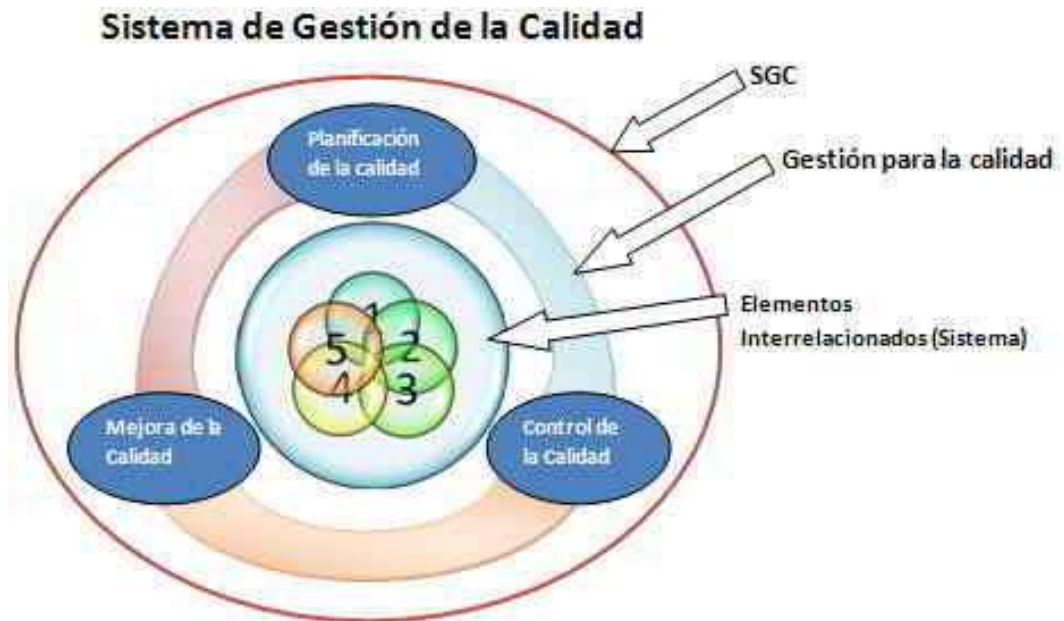 Sistema de Gestión de la Calidad
SGC
Planificación
de la calidad
Gestión para la calidad
Elementos
Interrelacionados (Sistema)
1
5
2
4
3
Mejora de la
Calidad
Control de
la Calidad